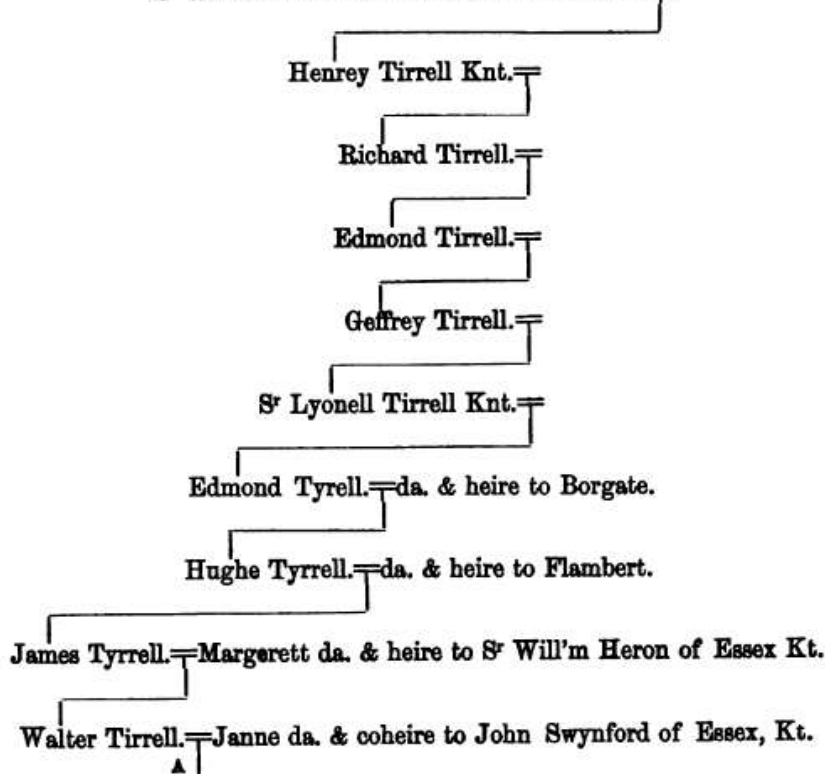 Henrey Tirrell Knt.
Richard Tirrell.
Edmond Tirrell.
Geffrey Tirrell.
Sr Lyonell Tirrell Knt.
Edmond Tyrell. da. & heire to Borgate.
Hughe Tyrrell. da. & heire to Flambert.
James Tyrrell. Margerett da. & heire to Sr Will'm Heron of Essex Kt.
Walter Tirrell. Janne da. & coheire to John Swynford of Essex, Kt.
A